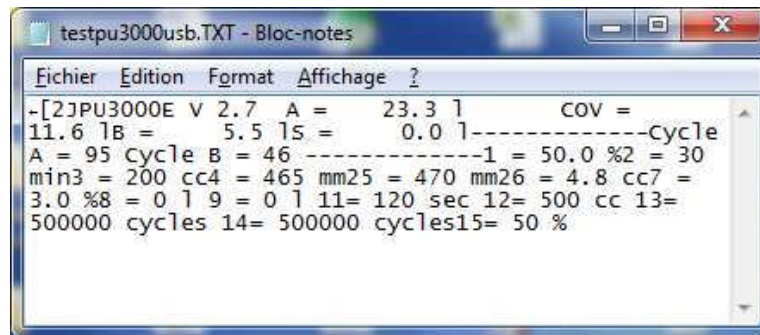 testpu3000usb.TXT - Bloc-notes
Fichier Edition Format Affichage ?
←[2JPU3000E V 2.7 A = 23.3 l COV =
11.6 lB = 5.5 lS = 0.0 l-------------Cycle
A = 95 Cycle B = 46 -------------1 = 50.0 %2 = 30
min3 = 200 cc4 = 465 mm25 = 470 mm26 = 4.8 cc7 =
3.0 %8 = 0 l 9 = 0 l 11= 120 sec 12= 500 cc 13=
500000 cycles 14= 500000 cycles15= 50 %